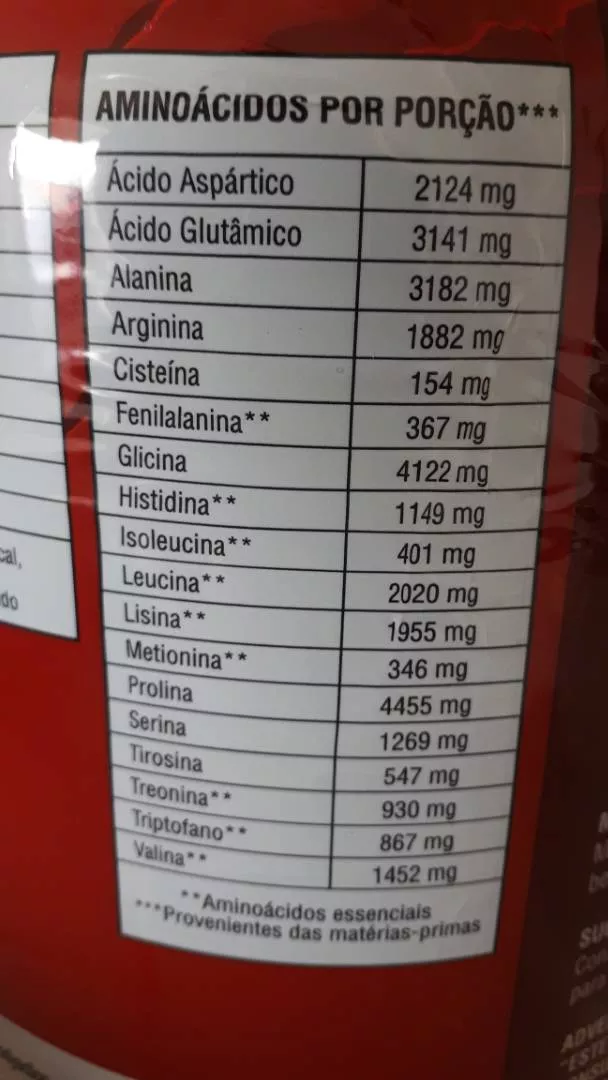 AMINOÁCIDOS POR PORÇÃO***
Ácido Aspártico 2124 mg
Ácido Glutâmico 3141 mg
Alanina 3182 mg
Arginina 1882 mg
Cisteína 154 mg
Fenilalanina** 367 mg
Glicina 4122 mg
Histidina** 1149 mg
Isoleucina** 401 mg
Leucina** 2020 mg
Lisina** 1955 mg
Metionina** 346 mg
Prolina 4455 mg
Serina 1269 mg
Tirosina 547 mg
Treonina** 930 mg
Triptofano** 867 mg
Valina** 1452 mg
**Aminoácidos essenciais
***Provenientes das matérias-primas